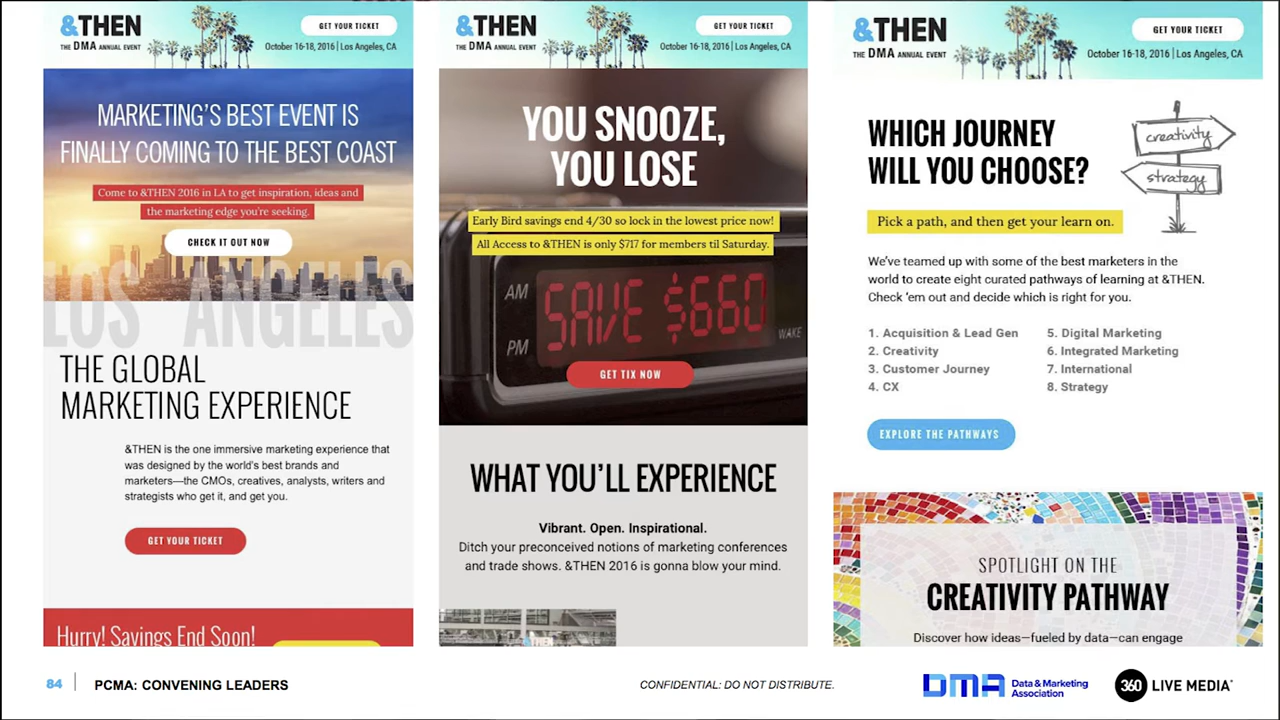 &THEN
THE DMA ANNUAL EVENT
GET YOUR TICKET
October 16-18, 2016 | Los Angeles, CA
MARKETING'S BEST EVENT IS
FINALLY COMING TO THE BEST COAST
Come to &THEN 2016 in LA to get inspiration, ideas and
the marketing edge you're seeking.
CHECK IT OUT NOW
LOS ANGELES
THE GLOBAL
MARKETING EXPERIENCE
&THEN is the one immersive marketing experience that
was designed by the world's best brands and
marketers—the CMOs, creatives, analysts, writers and
strategists who get it, and get you.
GET YOUR TICKET
Hurry! Savings End Soon!
&THEN
THE DMA ANNUAL EVENT
GET YOUR TICKET
October 16-18, 2016 | Los Angeles, CA
YOU SNOOZE,
YOU LOSE
Early Bird savings end 4/30 so lock in the lowest price now!
All Access to &THEN is only $717 for members til Saturday.
AM
SAVE $660
WAKE
PM
GET TIX NOW
WHAT YOU'LL EXPERIENCE
Vibrant. Open. Inspirational.
Ditch your preconceived notions of marketing conferences
and trade shows. &THEN 2016 is gonna blow your mind.
&THEN
THE DMA ANNUAL EVENT
GET YOUR TICKET
October 16-18, 2016 | Los Angeles, CA
WHICH JOURNEY
WILL YOU CHOOSE?
creativity
strategy
Pick a path, and then get your learn on.
We've teamed up with some of the best marketers in the
world to create eight curated pathways of learning at &THEN.
Check 'em out and decide which is right for you.
1. Acquisition & Lead Gen
2. Creativity
3. Customer Journey
4. CX
5. Digital Marketing
6. Integrated Marketing
7. International
8. Strategy
EXPLORE THE PATHWAYS
SPOTLIGHT ON THE
CREATIVITY PATHWAY
Discover how ideas—fueled by data—can engage
84 PCMA: CONVENING LEADERS
CONFIDENTIAL: DO NOT DISTRIBUTE.
DMA Data & Marketing
Association
360 LIVE MEDIA